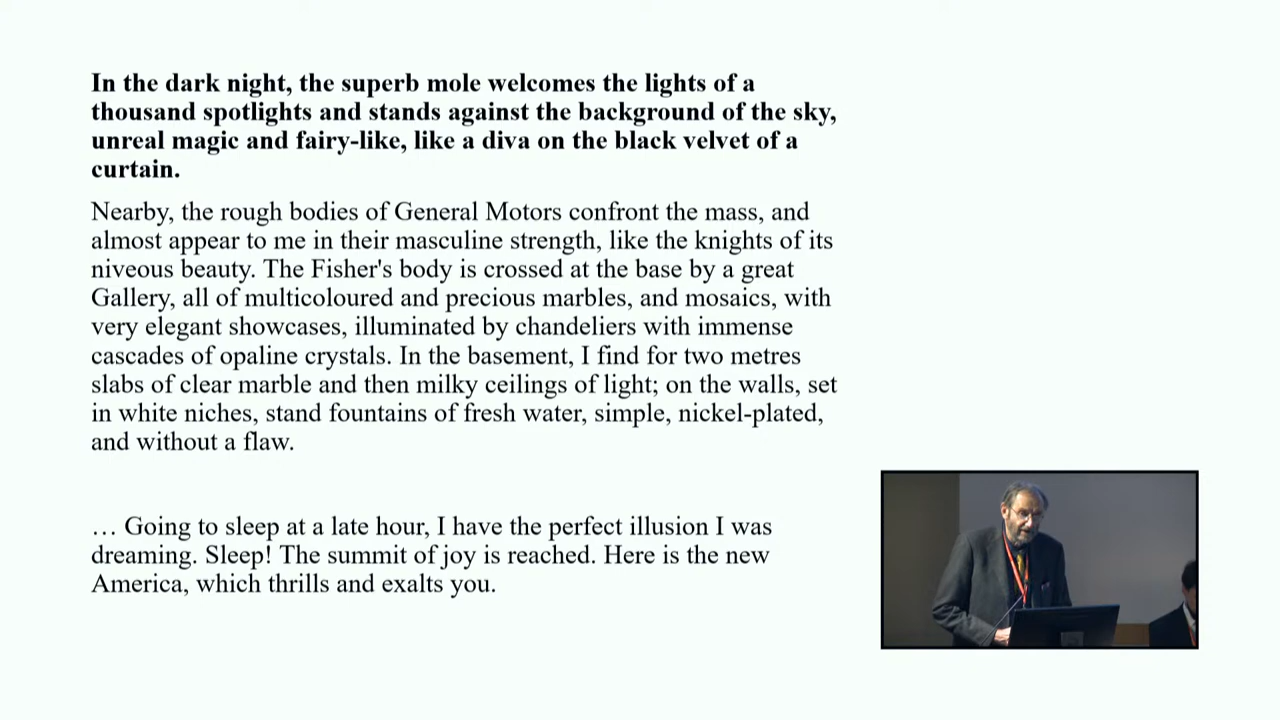 In the dark night, the superb mole welcomes the lights of a
thousand spotlights and stands against the background of the sky,
unreal magic and fairy-like, like a diva on the black velvet of a
curtain.
Nearby, the rough bodies of General Motors confront the mass, and
almost appear to me in their masculine strength, like the knights of its
niveous beauty. The Fisher's body is crossed at the base by a great
Gallery, all of multicoloured and precious marbles, and mosaics, with
very elegant showcases, illuminated by chandeliers with immense
cascades of opaline crystals. In the basement, I find for two metres
slabs of clear marble and then milky ceilings of light; on the walls, set
in white niches, stand fountains of fresh water, simple, nickel-plated,
and without a flaw.
… Going to sleep at a late hour, I have the perfect illusion I was
dreaming. Sleep! The summit of joy is reached. Here is the new
America, which thrills and exalts you.